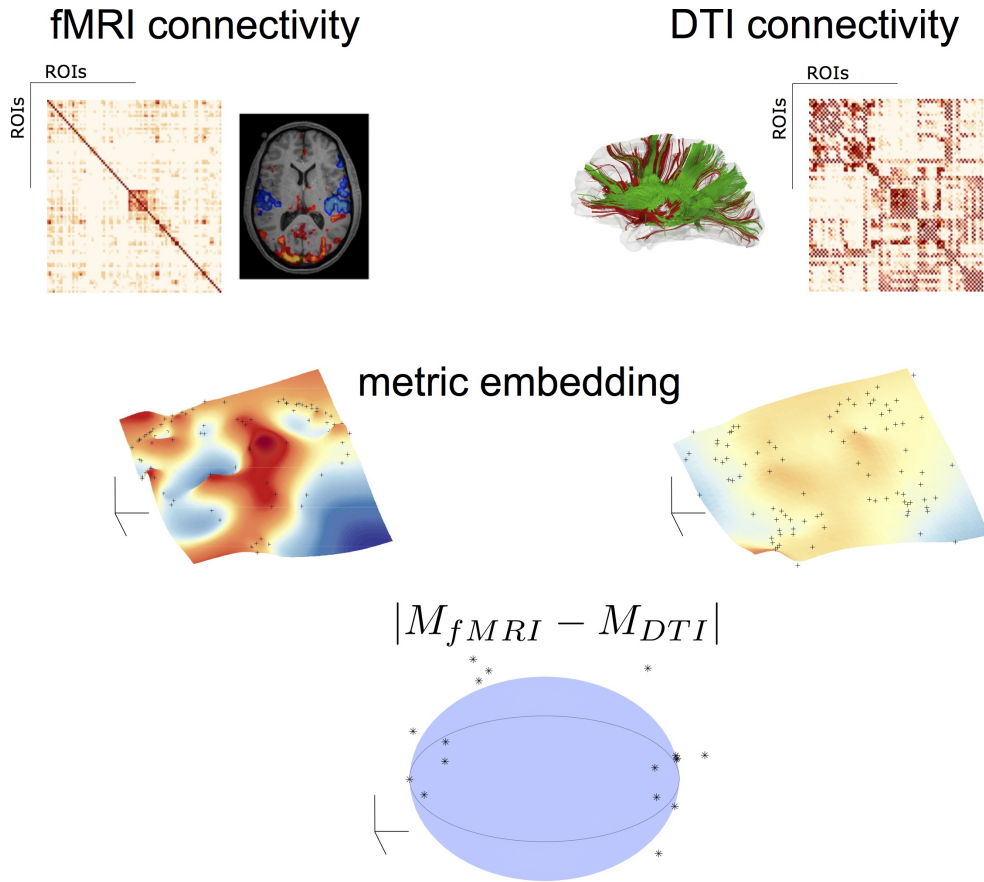 fMRI connectivity
DTI connectivity
ROIs
ROIs
ROIs
ROIs
metric embedding
|M_{fMRI} − M_{DTI}|